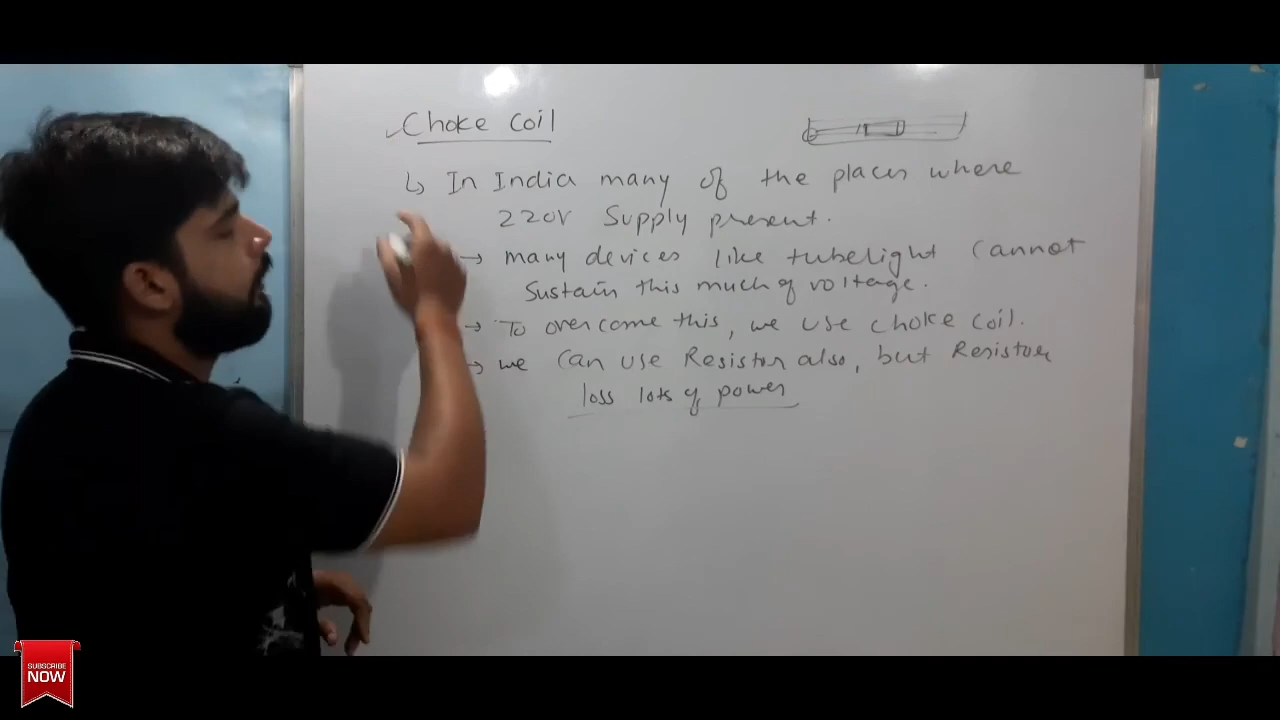 Choke Coil
In India many of the places where
220V Supply present.
many devices like tubelight cannot
Sustain this much of voltage.
To overcome this, we use choke coil.
we can use Resistor also, but Resistor
loss lots of power
SUBSCRIBE
NOW